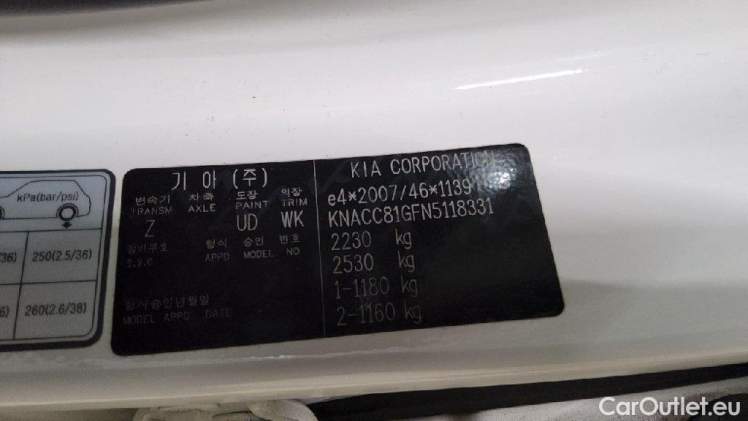 kPa(bar/psi)
250(2.5/36)
260(2.6/38)
기아(주)
변속기 차축 도장 의장
TRANSM AXLE PAINT TRIM
Z UD WK
형식 승인 번호
APPD MODEL NO
MODEL APPD DATE
KIA CORPORATION
e4*2007/46*1139
KNACC81GFN5118331
2230 kg
2530 kg
1-1180 kg
2-1160 kg
CarOutlet.eu